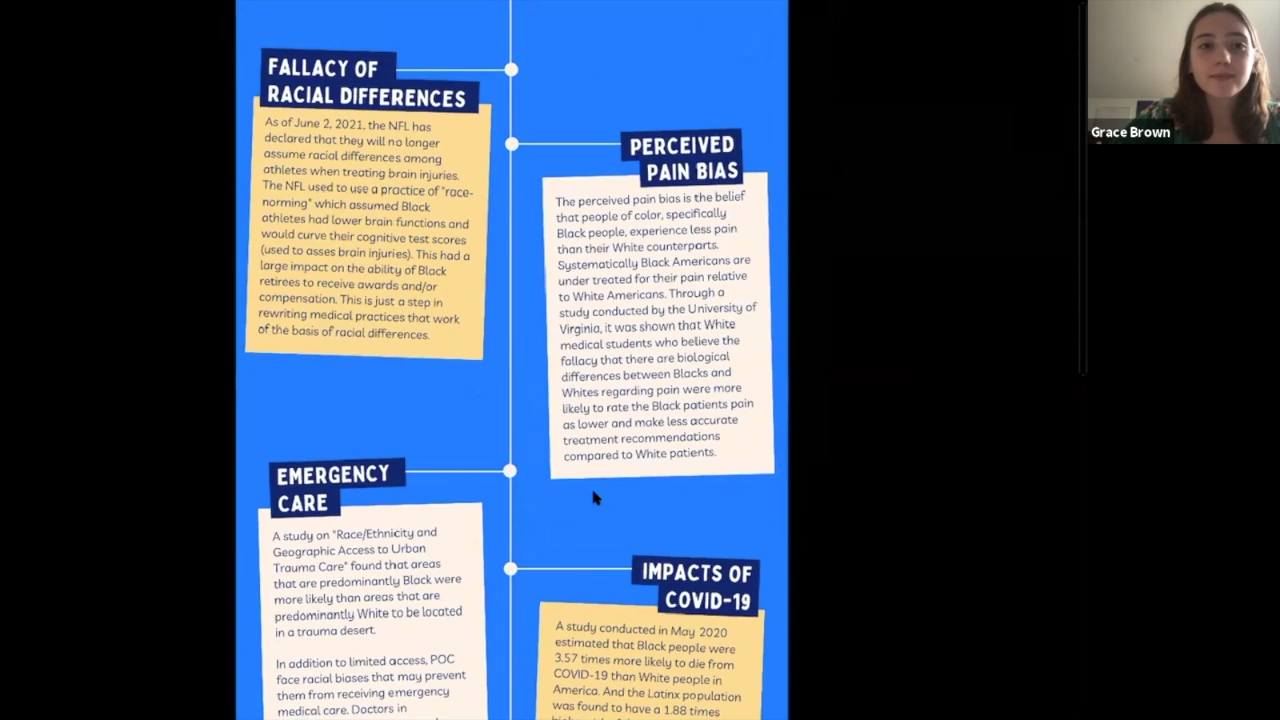 FALLACY OF
RACIAL DIFFERENCES
As of June 2, 2021, the NFL has
declared that they will no longer
assume racial differences among
athletes when treating brain injuries.
The NFL used to use a practice of "race-
norming" which assumed Black
athletes had lower brain functions and
would curve their cognitive test scores
(used to asses brain injuries). This had a
large impact on the ability of Black
retirees to receive awards and/or
compensation. This is just a step in
rewriting medical practices that work
of the basis of racial differences.
PERCEIVED
PAIN BIAS
The perceived pain bias is the belief
that people of color, specifically
Black people, experience less pain
than their White counterparts.
Systematically Black Americans are
under treated for their pain relative
to White Americans. Through a
study conducted by the University of
Virginia, it was shown that White
medical students who believe the
fallacy that there are biological
differences between Blacks and
Whites regarding pain were more
likely to rate the Black patients pain
as lower and make less accurate
treatment recommendations
compared to White patients.
EMERGENCY
CARE
A study on "Race/Ethnicity and
Geographic Access to Urban
Trauma Care" found that areas
that are predominantly Black were
more likely than areas that are
predominantly White to be located
in a trauma desert.
In addition to limited access, POC
face racial biases that may prevent
them from receiving emergency
medical care. Doctors in
IMPACTS OF
COVID-19
A study conducted in May 2020
estimated that Black people were
3.57 times more likely to die from
COVID-19 than White people in
America. And the Latinx population
was found to have a 1.88 times
Grace Brown